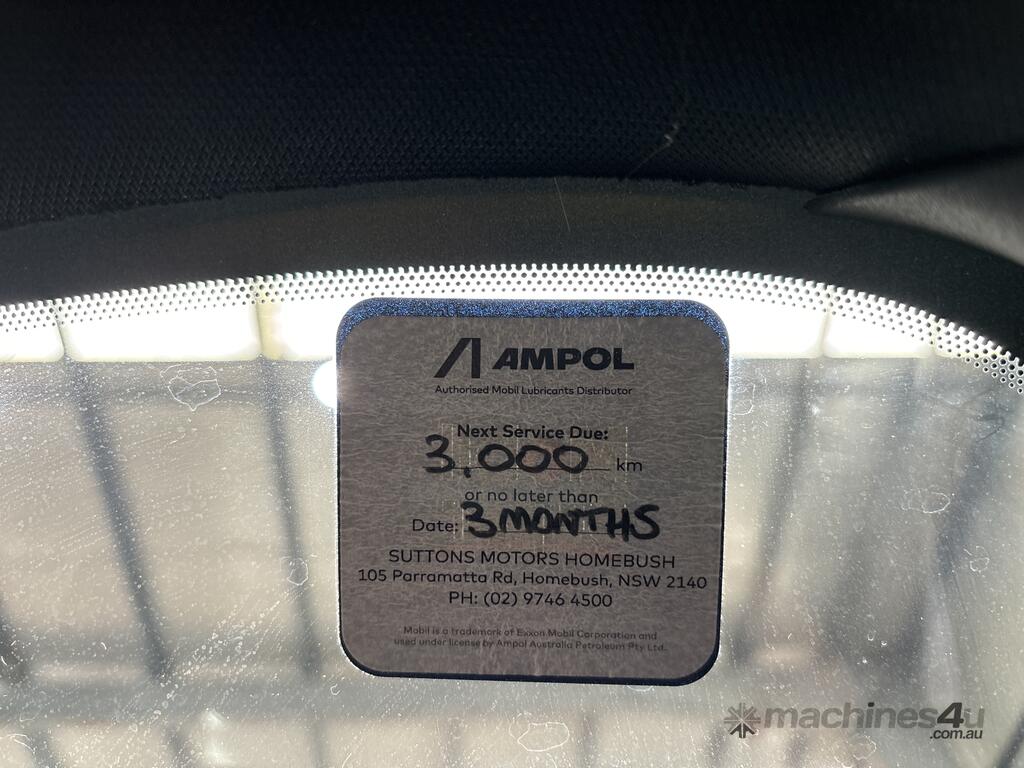 AMPOL
Authorised Mobil Lubricants Distributor
Next Service Due:
3,000 km
or no later than
Date: 3 MONTHS
SUTTONS MOTORS HOMEBUSH
105 Parramatta Rd, Homebush, NSW 2140
PH: (02) 9746 4500
Mobil is a trademark of Exxon Mobil Corporation and
used under license by Ampol Australia Petroleum Pty Ltd.
machines4u
.com.au